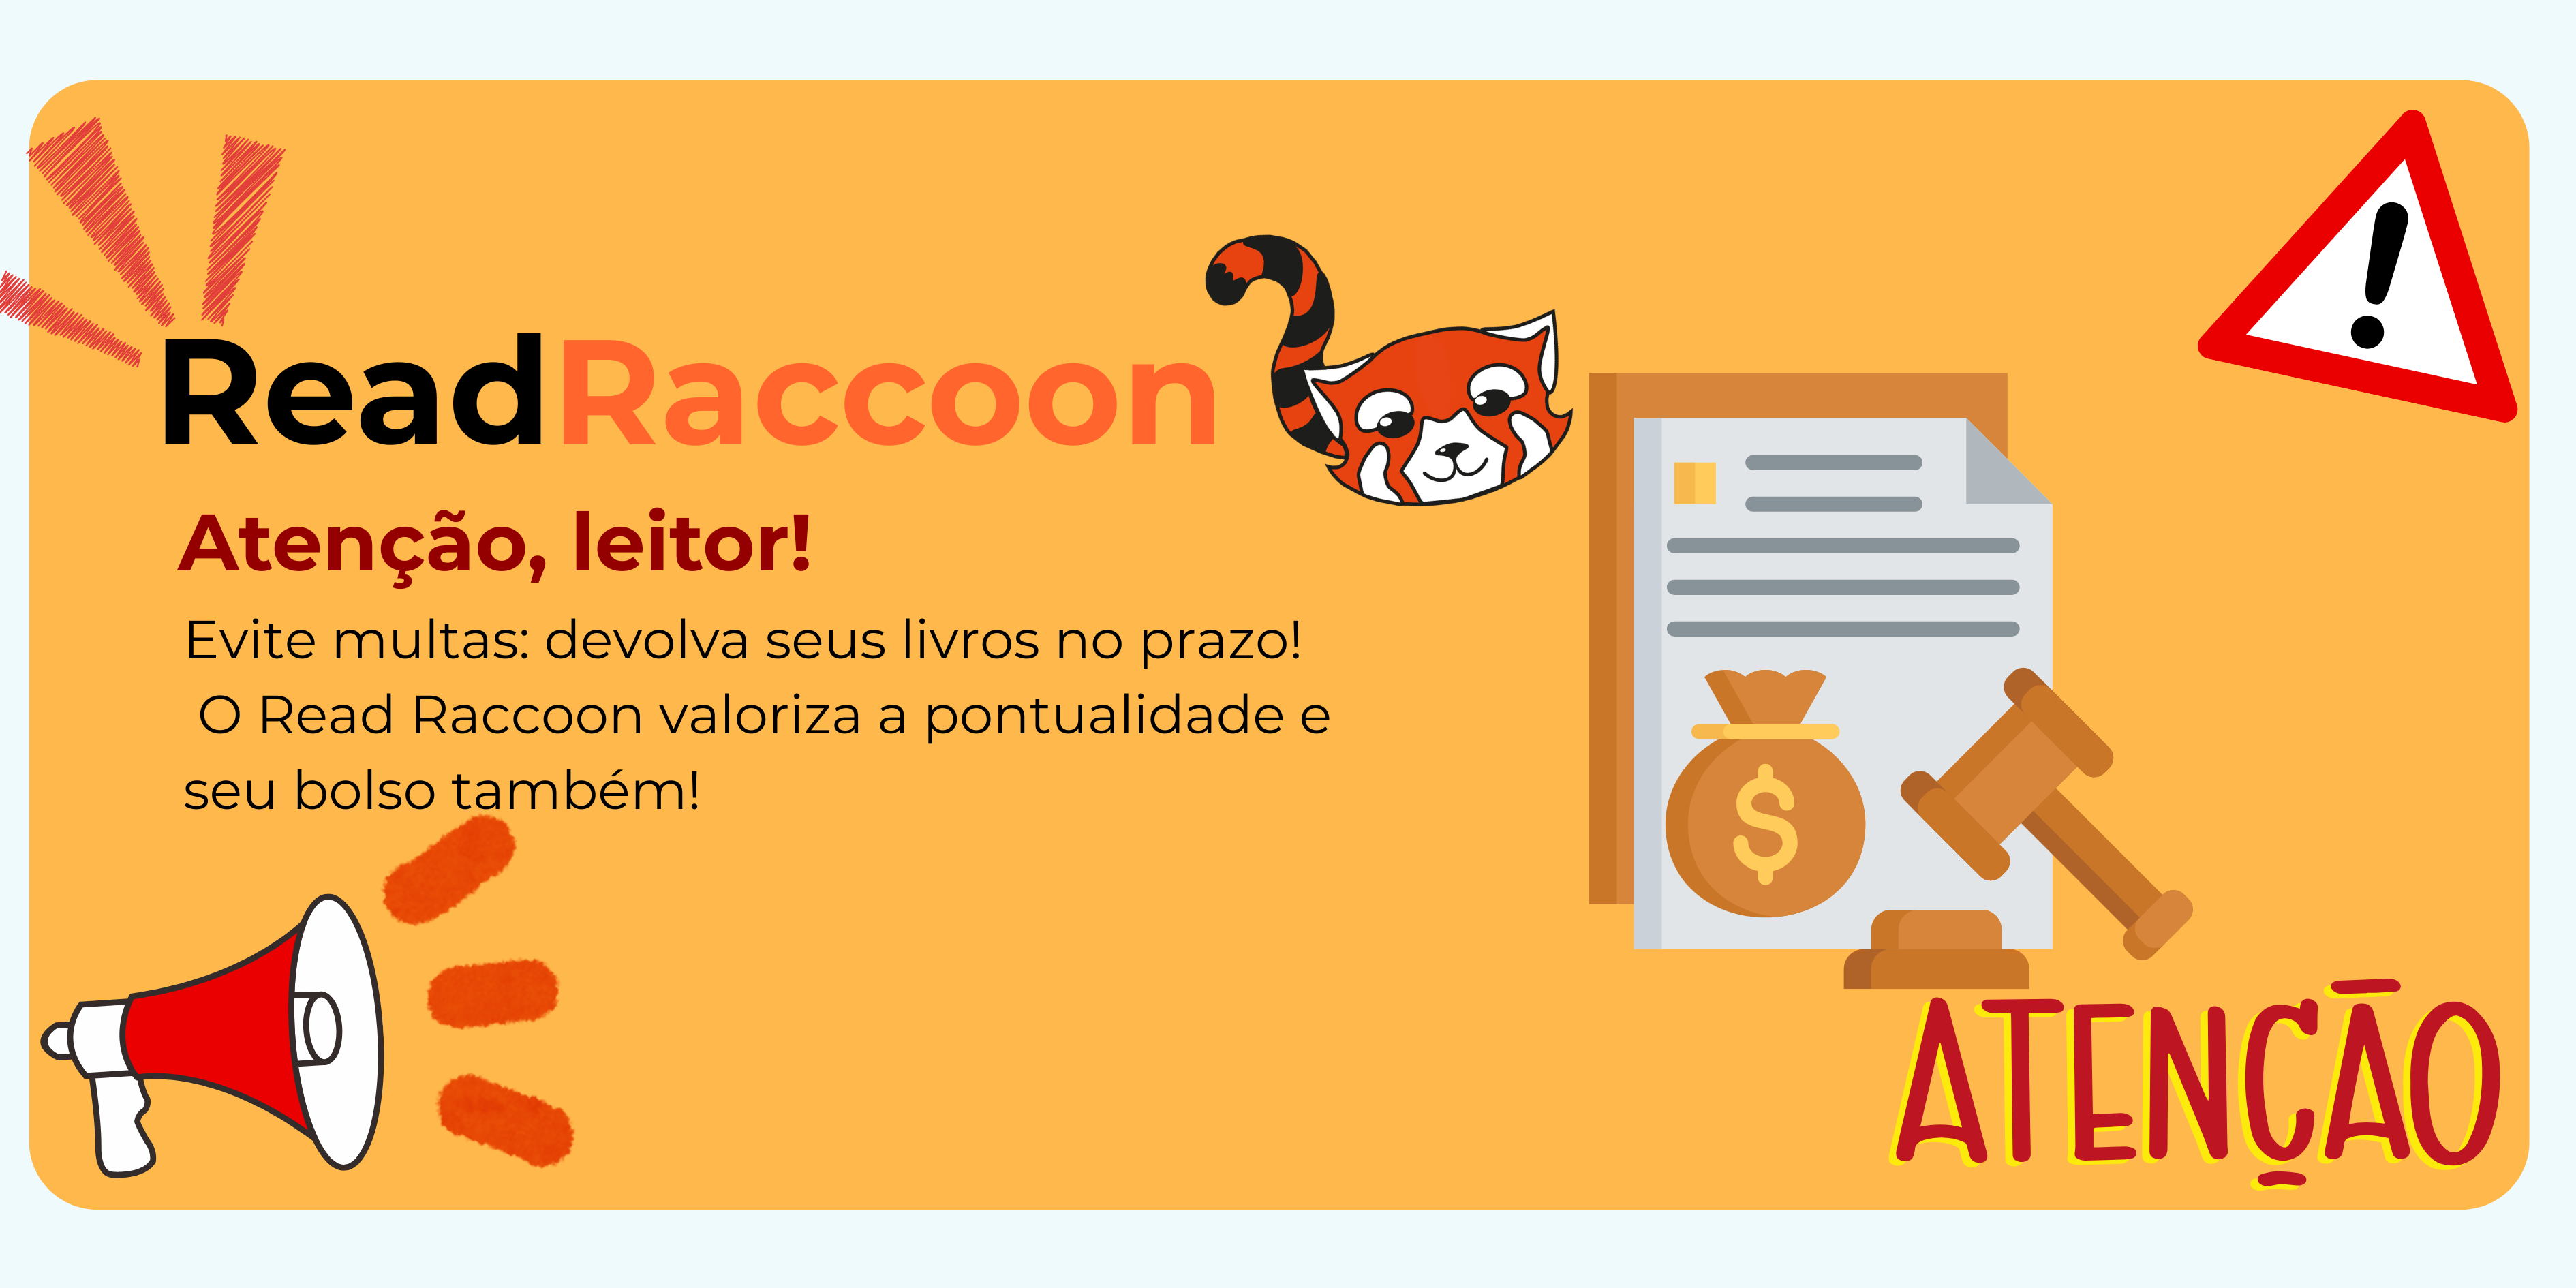 ReadRaccoon
Atenção, leitor!
Evite multas: devolva seus livros no prazo!
O Read Raccoon valoriza a pontualidade e
seu bolso também!
$
ATENÇÃO